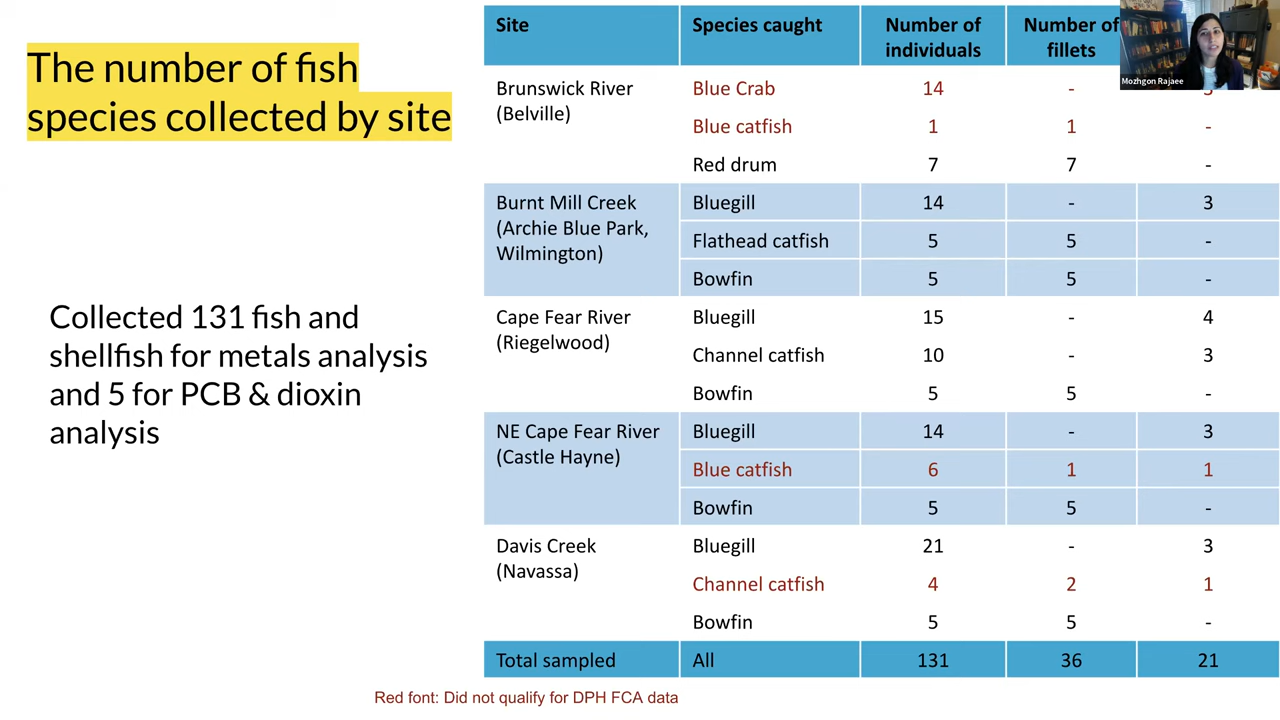 The number of fish
species collected by site
Collected 131 fish and
shellfish for metals analysis
and 5 for PCB & dioxin
analysis
Site Species caught Number of individuals Number of fillets
Brunswick River (Belville) Blue Crab 14 -
Blue catfish 1 1 -
Red drum 7 7 -
Burnt Mill Creek (Archie Blue Park, Wilmington) Bluegill 14 - 3
Flathead catfish 5 5 -
Bowfin 5 5 -
Cape Fear River (Riegelwood) Bluegill 15 - 4
Channel catfish 10 - 3
Bowfin 5 5 -
NE Cape Fear River (Castle Hayne) Bluegill 14 - 3
Blue catfish 6 1 1
Bowfin 5 5 -
Davis Creek (Navassa) Bluegill 21 - 3
Channel catfish 4 2 1
Bowfin 5 5 -
Total sampled All 131 36 21
Red font: Did not qualify for DPH FCA data
Mozhgon Rajaee